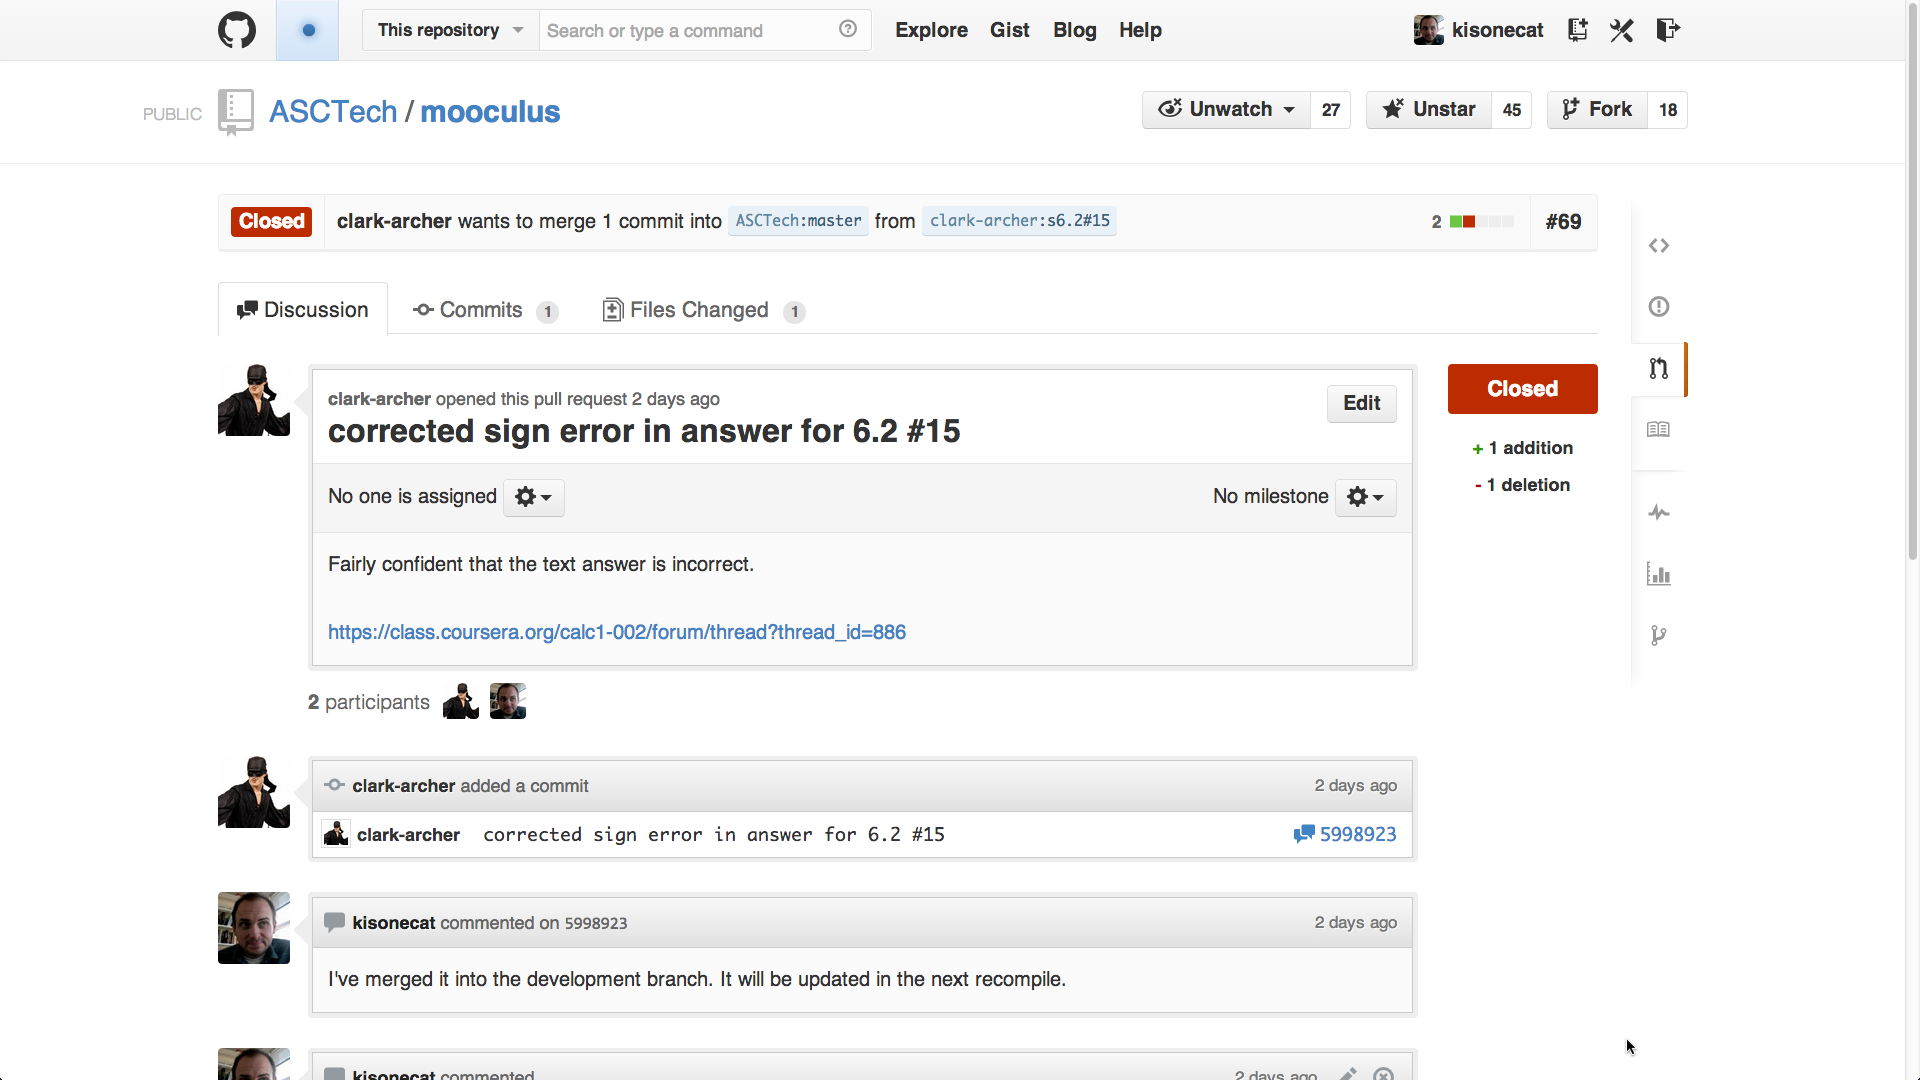 This repository Search or type a command Explore Gist Blog Help kisonecat
PUBLIC ASCTech / mooculus Unwatch 27 Unstar 45 Fork 18
Closed clark-archer wants to merge 1 commit into ASCTech:master from clark-archer:s6.2#15 2 #69
Discussion Commits 1 Files Changed 1
clark-archer opened this pull request 2 days ago
corrected sign error in answer for 6.2 #15
Edit
Closed
+ 1 addition
- 1 deletion
No one is assigned No milestone
Fairly confident that the text answer is incorrect.
https://class.coursera.org/calc1-002/forum/thread?thread_id=886
2 participants
clark-archer added a commit 2 days ago
clark-archer corrected sign error in answer for 6.2 #15 5998923
kisonecat commented on 5998923 2 days ago
I've merged it into the development branch. It will be updated in the next recompile.
kisonecat commented 2 days ago